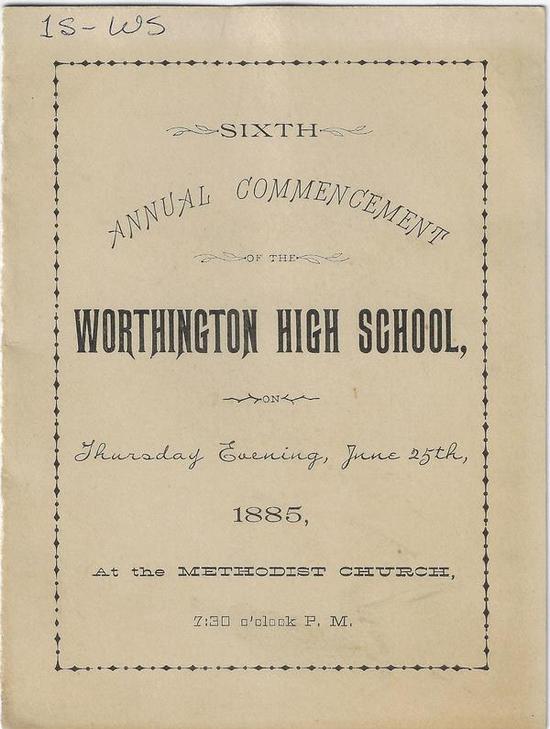 1S-WS
SIXTH
ANNUAL COMMENCEMENT
OF THE
WORTHINGTON HIGH SCHOOL,
ON
Thursday Evening, June 25th,
1885,
At the METHODIST CHURCH,
7:30 o'clock P. M.